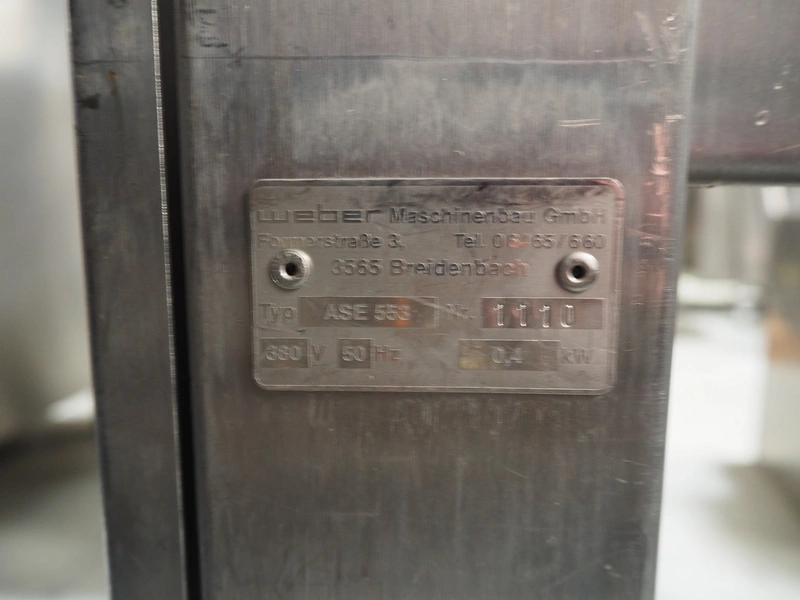 weber Maschinenbau GmbH
Formerstraße 3, Tel. 06465/660
3565 Breidenbach
Typ ASE 553 Nr. 1110
380 V 50 Hz 0,4 kW